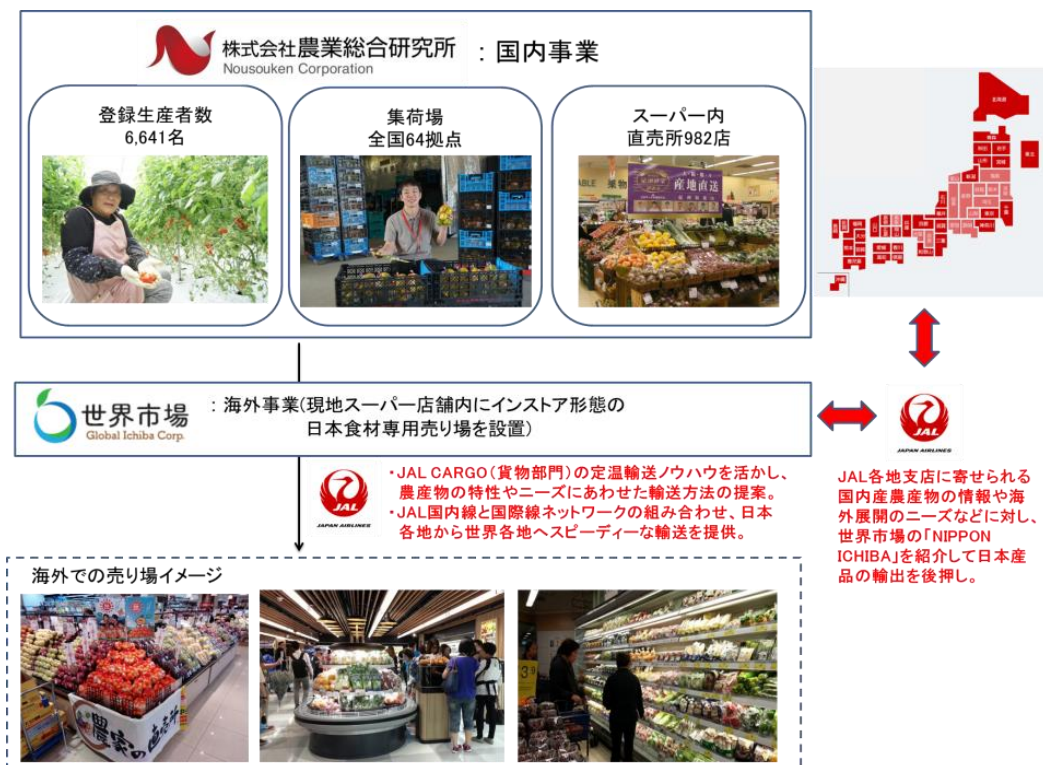 株式会社農業総合研究所
Nousouken Corporation
：国内事業
登録生産者数
6,641名
集荷場
全国64拠点
スーパー内
直売所982店
産地直送
北海道
世界市場
Global Ichiba Corp.
：海外事業(現地スーパー店舗内にインストア形態の
日本食材専用売り場を設置)
JAL
JAPAN AIRLINES
JAL
JAPAN AIRLINES
・JAL CARGO(貨物部門)の定温輸送ノウハウを活かし、
農産物の特性やニーズにあわせた輸送方法の提案。
・JAL国内線と国際線ネットワークの組み合わせ、日本
各地から世界各地へスピーディーな輸送を提供。
JAL各地支店に寄せられる
国内産農産物の情報や海
外展開のニーズなどに対し、
世界市場の「NIPPON
ICHIBA」を紹介して日本産
品の輸出を後押し。
海外での売り場イメージ
農家の直売所